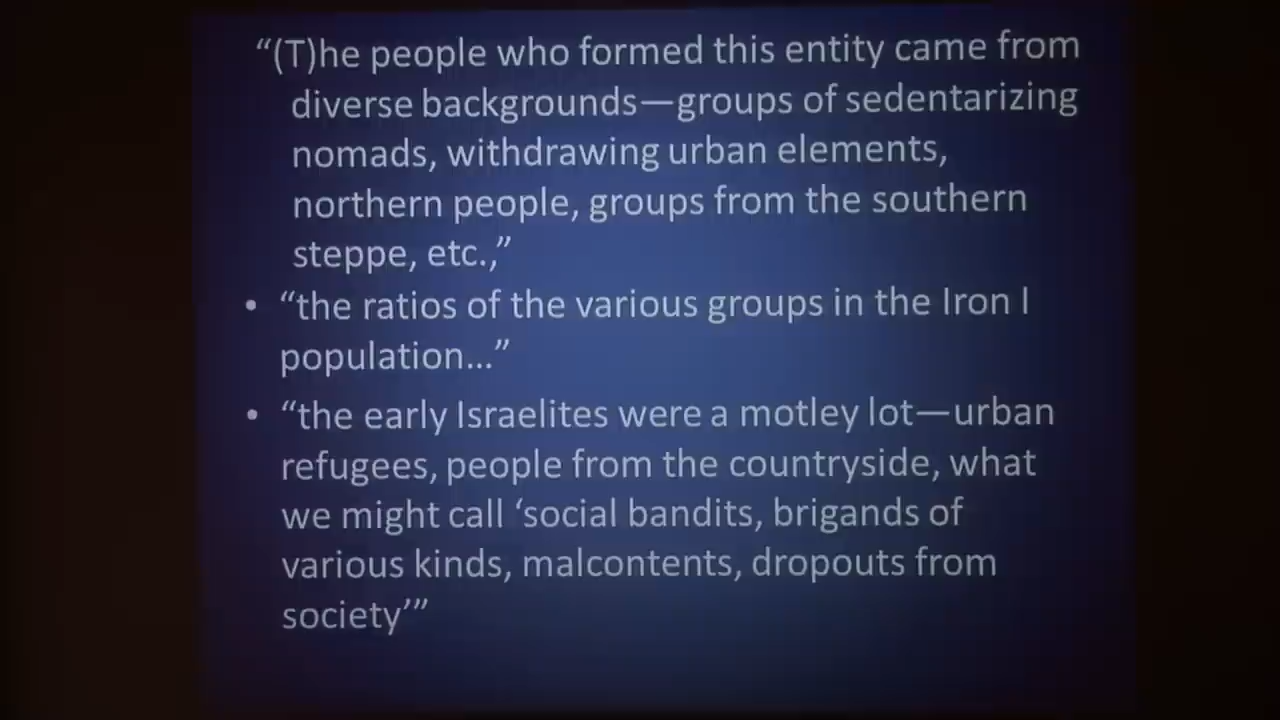 “(T)he people who formed this entity came from
diverse backgrounds—groups of sedentarizing
nomads, withdrawing urban elements,
northern people, groups from the southern
steppe, etc.,”
• “the ratios of the various groups in the Iron I
population...”
• “the early Israelites were a motley lot—urban
refugees, people from the countryside, what
we might call ‘social bandits, brigands of
various kinds, malcontents, dropouts from
society’”